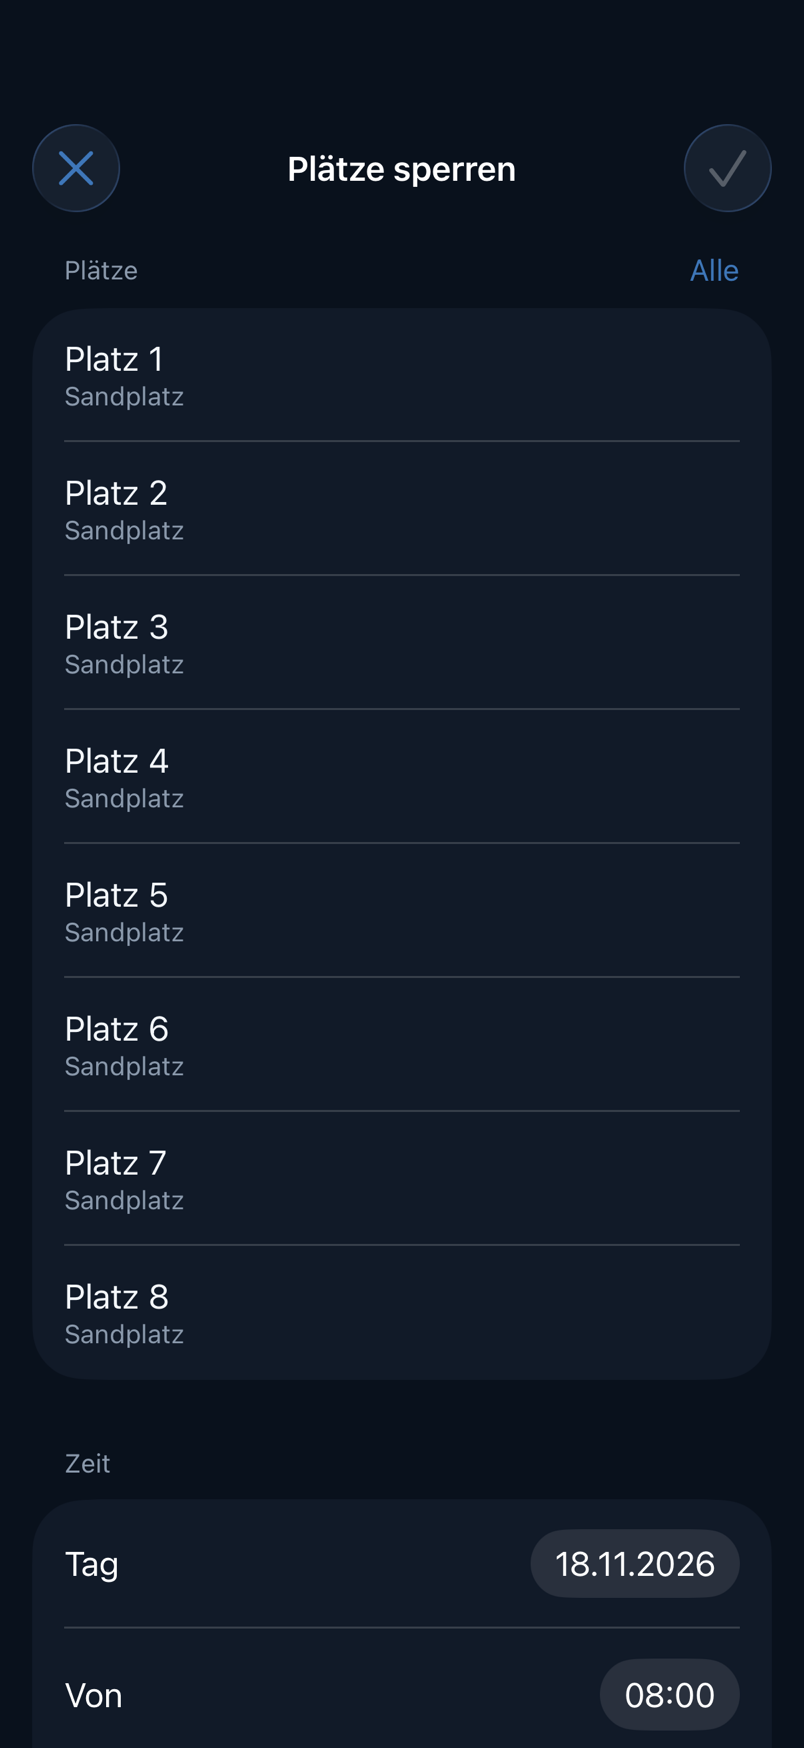 Plätze sperren
Plätze
Alle
Platz 1
Sandplatz
Platz 2
Sandplatz
Platz 3
Sandplatz
Platz 4
Sandplatz
Platz 5
Sandplatz
Platz 6
Sandplatz
Platz 7
Sandplatz
Platz 8
Sandplatz
Zeit
Tag
18.11.2026
Von
08:00